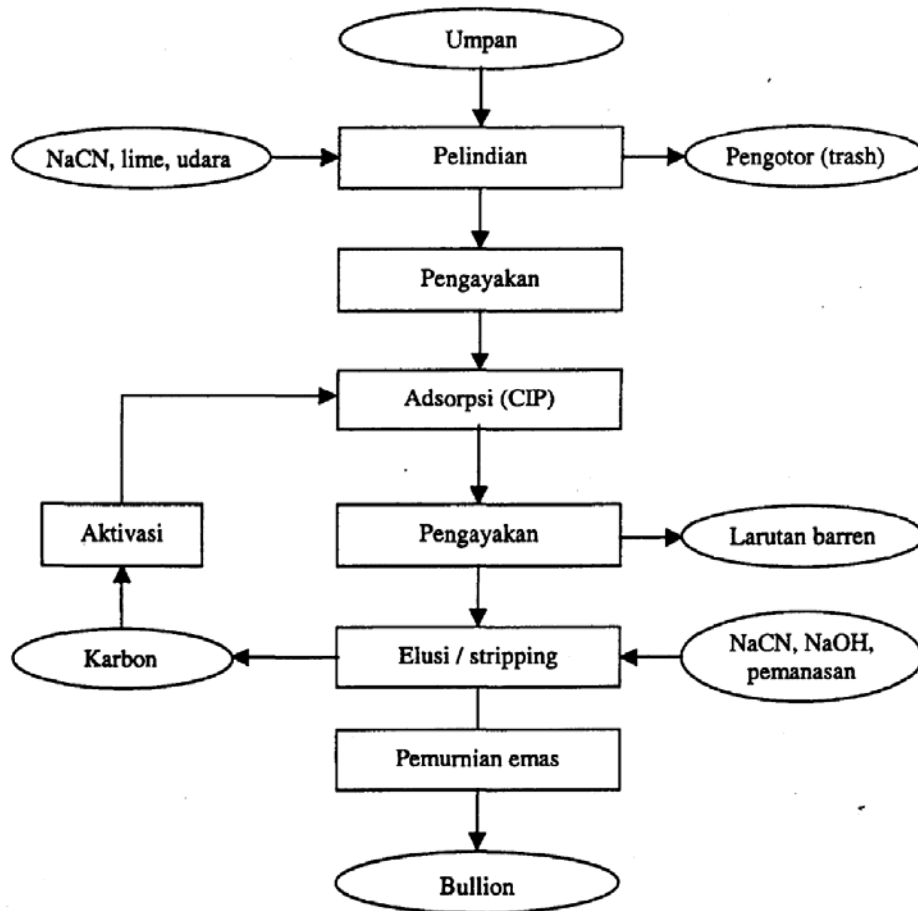 Umpan
NaCN, lime, udara
Pelindian
Pengotor (trash)
Pengayakan
Adsorpsi (CIP)
Aktivasi
Pengayakan
Larutan barren
Karbon
Elusi / stripping
NaCN, NaOH,
pemanasan
Pemurnian emas
Bullion